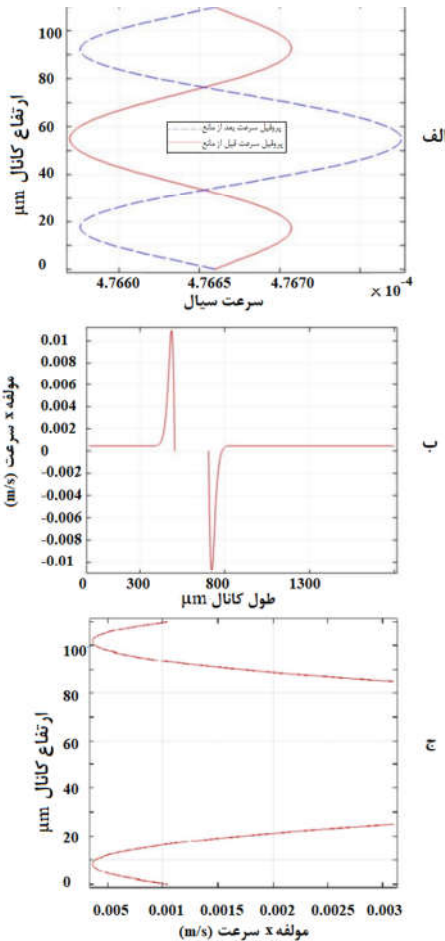 100
80
60
40
20
0
ارتفاع کانال µm
پروفیل سرعت بعد از مانع
پروفیل سرعت قبل از مانع
الف
4.7660 4.7665 4.7670 × 10⁻⁴
سرعت سیال
0.01
0.008
0.006
0.004
0.002
0
-0.002
-0.004
-0.006
-0.008
-0.01
مولفه x سرعت (m/s)
ب
0 300 800 1300
طول کانال µm
100
80
60
40
20
0
ارتفاع کانال µm
ج
0.005 0.001 0.0015 0.002 0.0025 0.003
مولفه x سرعت (m/s)